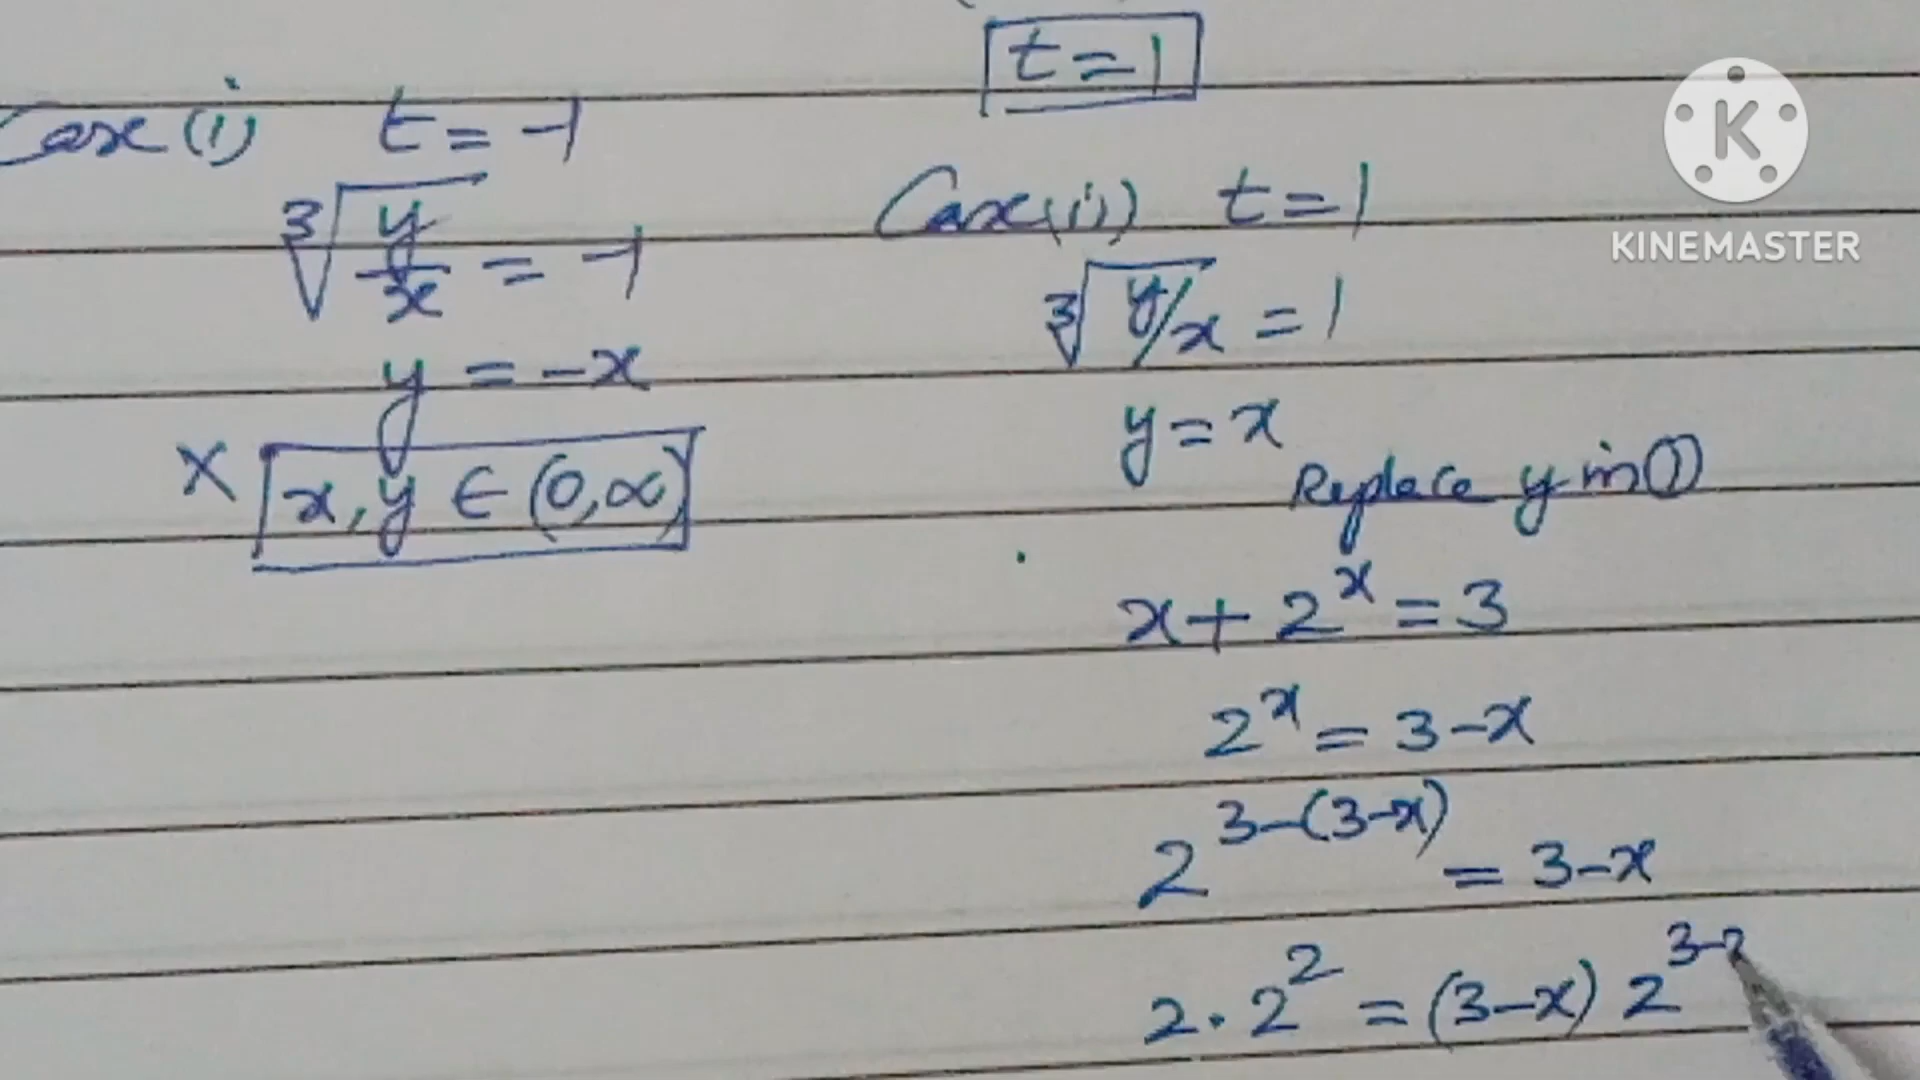 t = 1
Case (i) t = -1
∛(y/x) = -1
y = -x
× x, y ∈ (0, ∞)
Case (ii) t = 1
∛(y/x) = 1
y = x
Replace y in ①
x + 2^x = 3
2^x = 3 - x
2^(3-(3-x)) = 3 - x
2 · 2^2 = (3-x) 2^(3-
K
KINEMASTER